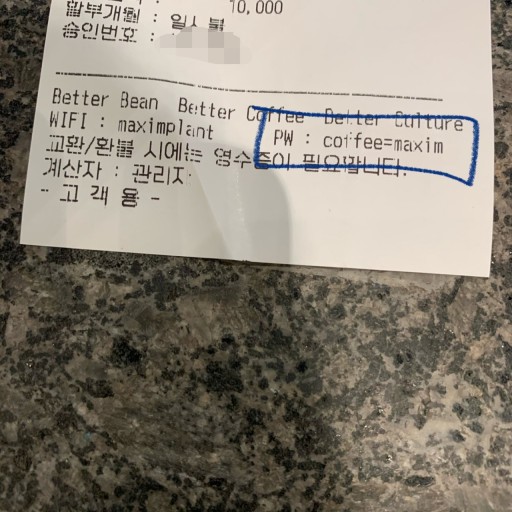 할부개월 : 일시불
10,000
승인번호 :
Better Bean Better Coffee Better Culture
WIFI : maximplant PW : coffee=maxim
교환/환불 시에는 영수증이 필요합니다.
계산자 : 관리자
- 고 객 용 -